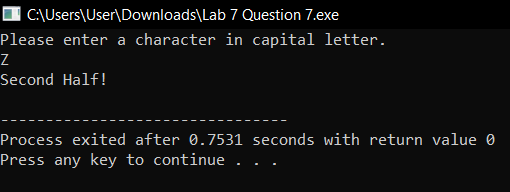 C:\Users\User\Downloads\Lab 7 Question 7.exe
Please enter a character in capital letter.
Z
Second Half!
--------------------------------
Process exited after 0.7531 seconds with return value 0
Press any key to continue . . .